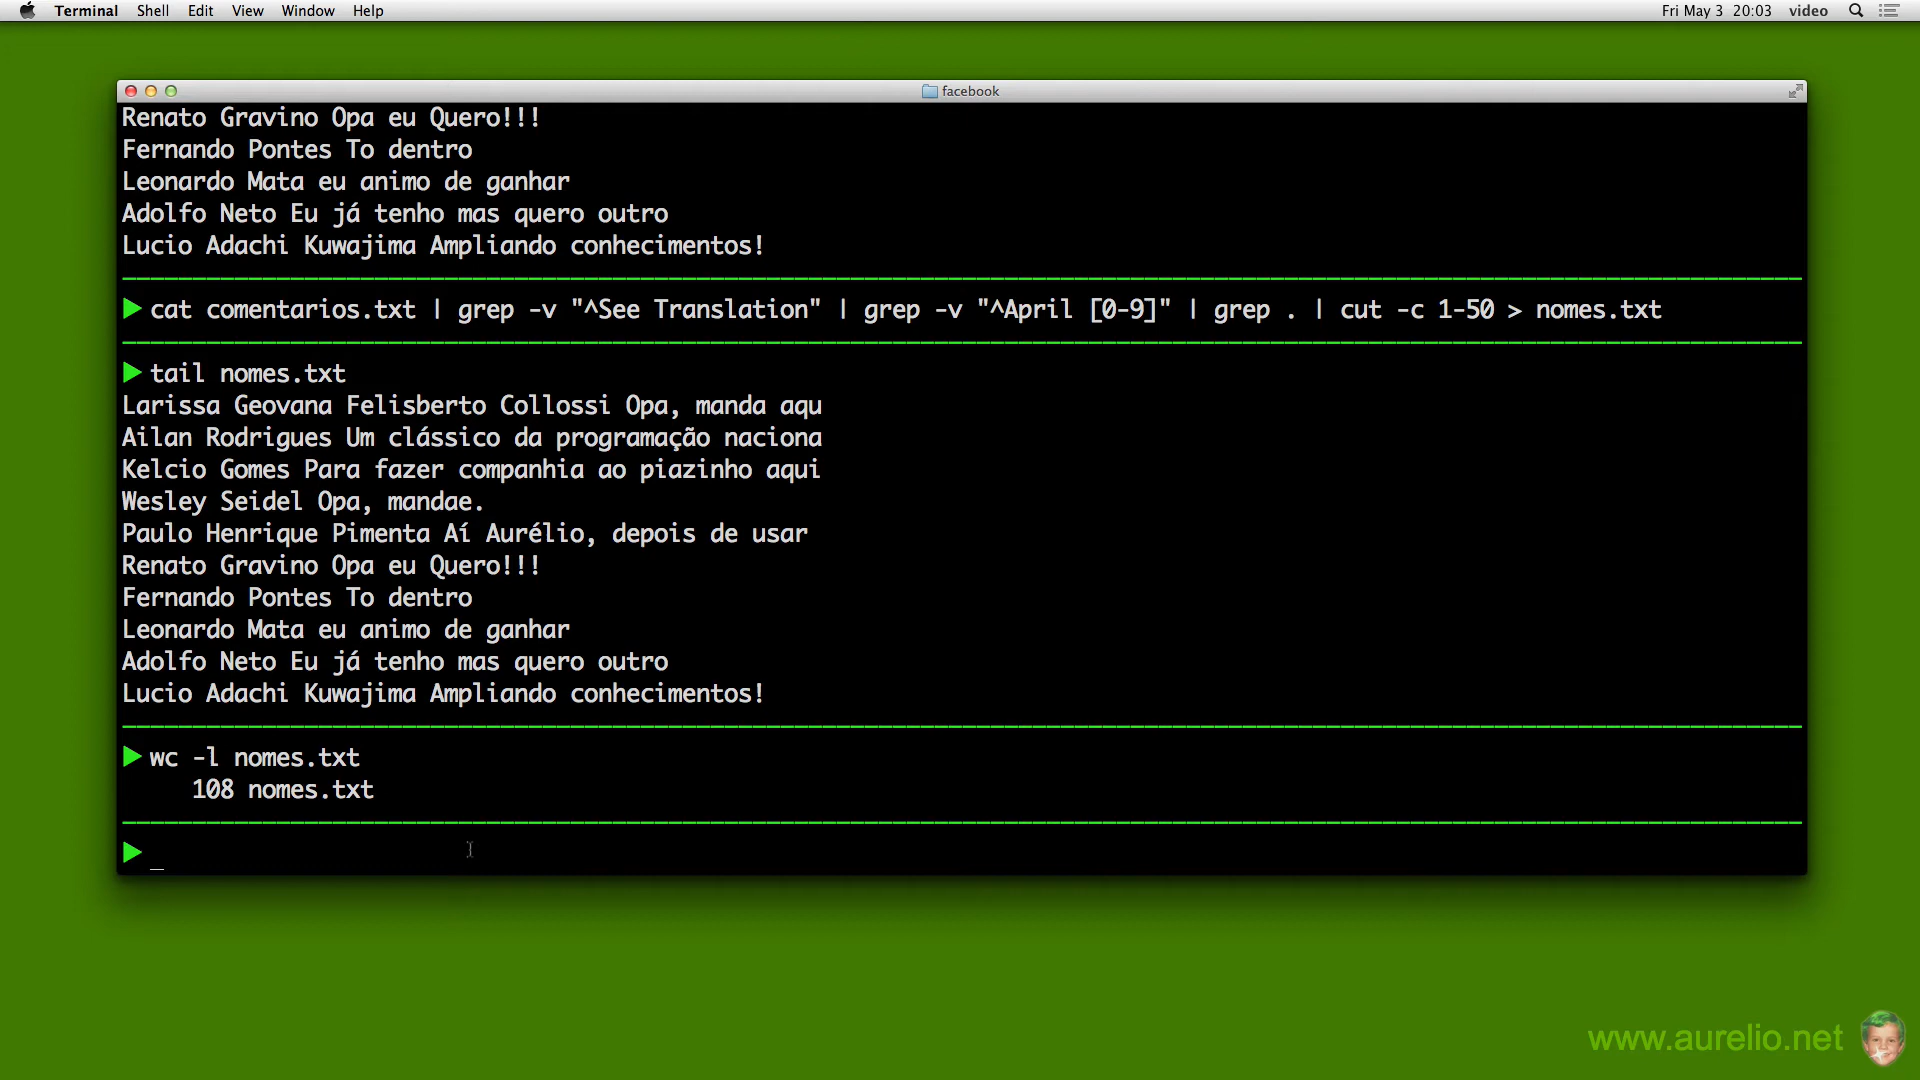 Terminal Shell Edit View Window Help Fri May 3 20:03 video
facebook
Renato Gravino Opa eu Quero!!!
Fernando Pontes To dentro
Leonardo Mata eu animo de ganhar
Adolfo Neto Eu já tenho mas quero outro
Lucio Adachi Kuwajima Ampliando conhecimentos!
cat comentarios.txt | grep -v "^See Translation" | grep -v "^April [0-9]" | grep . | cut -c 1-50 > nomes.txt
tail nomes.txt
Larissa Geovana Felisberto Collossi Opa, manda aqu
Ailan Rodrigues Um clássico da programação naciona
Kelcio Gomes Para fazer companhia ao piazinho aqui
Wesley Seidel Opa, mandae.
Paulo Henrique Pimenta Aí Aurélio, depois de usar
Renato Gravino Opa eu Quero!!!
Fernando Pontes To dentro
Leonardo Mata eu animo de ganhar
Adolfo Neto Eu já tenho mas quero outro
Lucio Adachi Kuwajima Ampliando conhecimentos!
wc -l nomes.txt
108 nomes.txt
www.aurelio.net